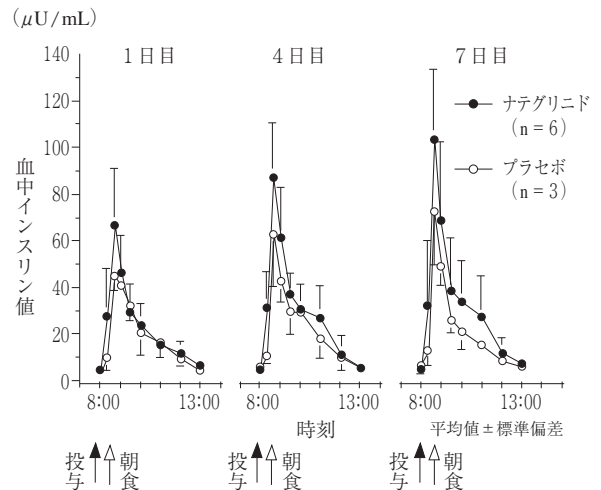 (μU/mL)
1日目
4日目
7日目
140
120
100
80
60
40
20
0
血中インスリン値
ナテグリニド
(n=6)
プラセボ
(n=3)
8:00
13:00
8:00
13:00
8:00
13:00
時刻
平均値±標準偏差
投与
朝食
投与
朝食
投与
朝食